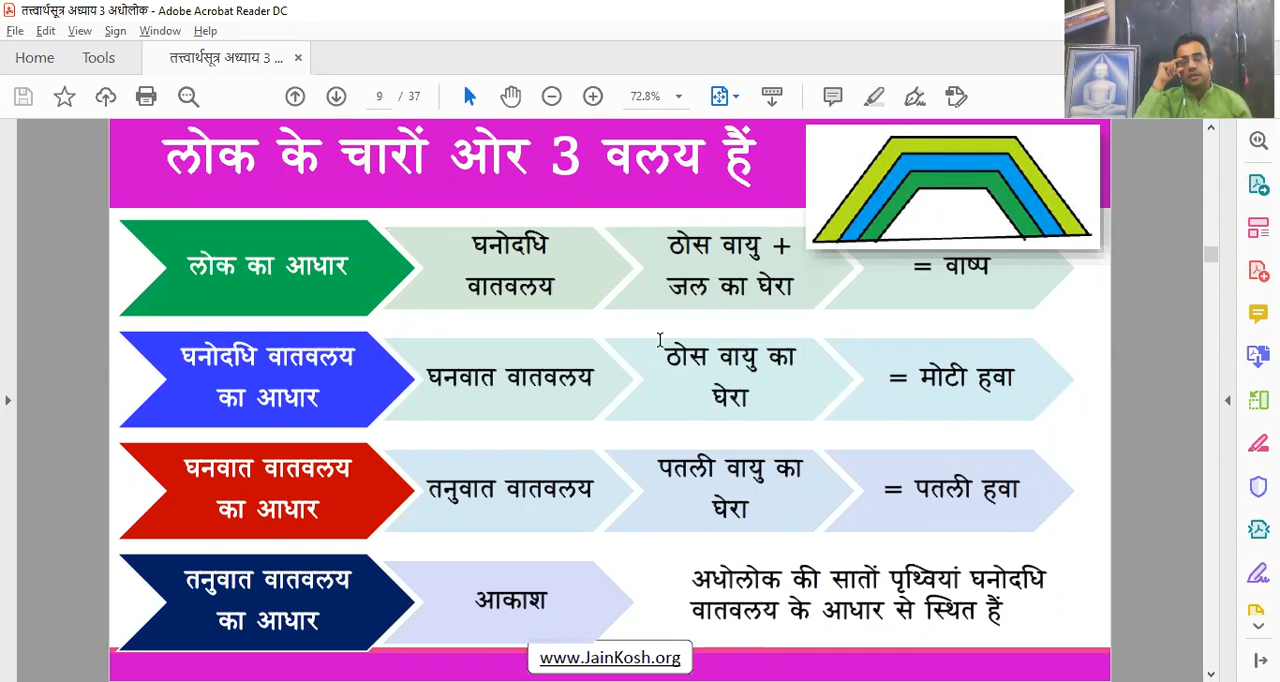 तत्त्वार्थसूत्र अध्याय 3 अधोलोक.pdf - Adobe Acrobat Reader DC
File Edit View Sign Window Help
Home Tools तत्त्वार्थसूत्र अध्याय 3 ... ×
9 / 37 72.8%
लोक के चारों ओर 3 वलय हैं
लोक का आधार
घनोदधि
वातवलय
ठोस वायु +
जल का घेरा
= वाष्प
घनोदधि वातवलय
का आधार
घनवात वातवलय
ठोस वायु का
घेरा
= मोटी हवा
घनवात वातवलय
का आधार
तनुवात वातवलय
पतली वायु का
घेरा
= पतली हवा
तनुवात वातवलय
का आधार
आकाश
अधोलोक की सातों पृथ्वियां घनोदधि
वातवलय के आधार से स्थित हैं
www.JainKosh.org